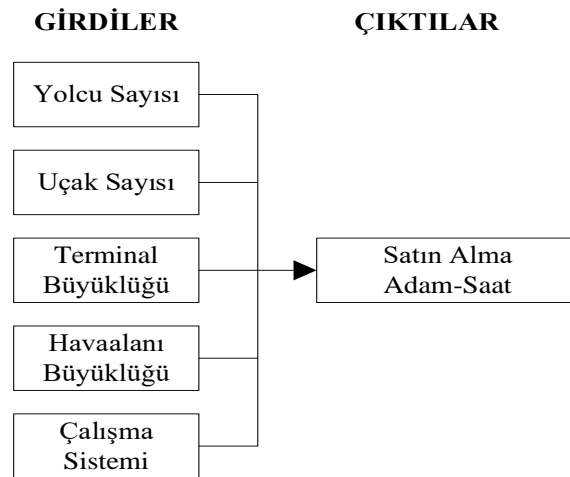 GİRDİLER
ÇIKTILAR
Yolcu Sayısı
Uçak Sayısı
Terminal
Büyüklüğü
Havaalanı
Büyüklüğü
Çalışma
Sistemi
Satın Alma
Adam-Saat